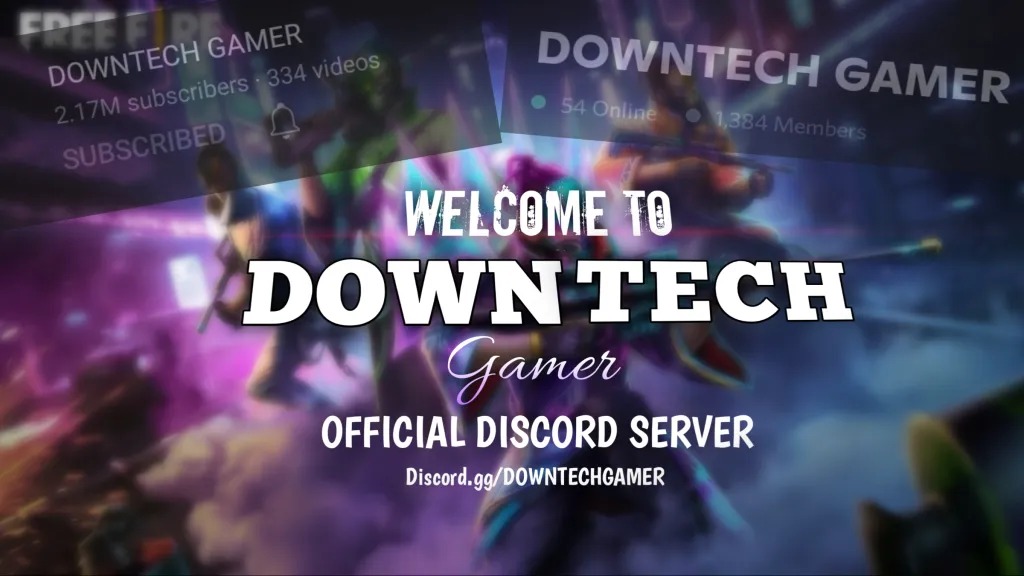 FREE FIRE
DOWNTECH GAMER
2.17M subscribers · 334 videos
SUBSCRIBED
DOWNTECH GAMER
54 Online 1,384 Members
WELCOME TO
DOWN TECH
Gamer
OFFICIAL DISCORD SERVER
Discord.gg/DOWNTECHGAMER